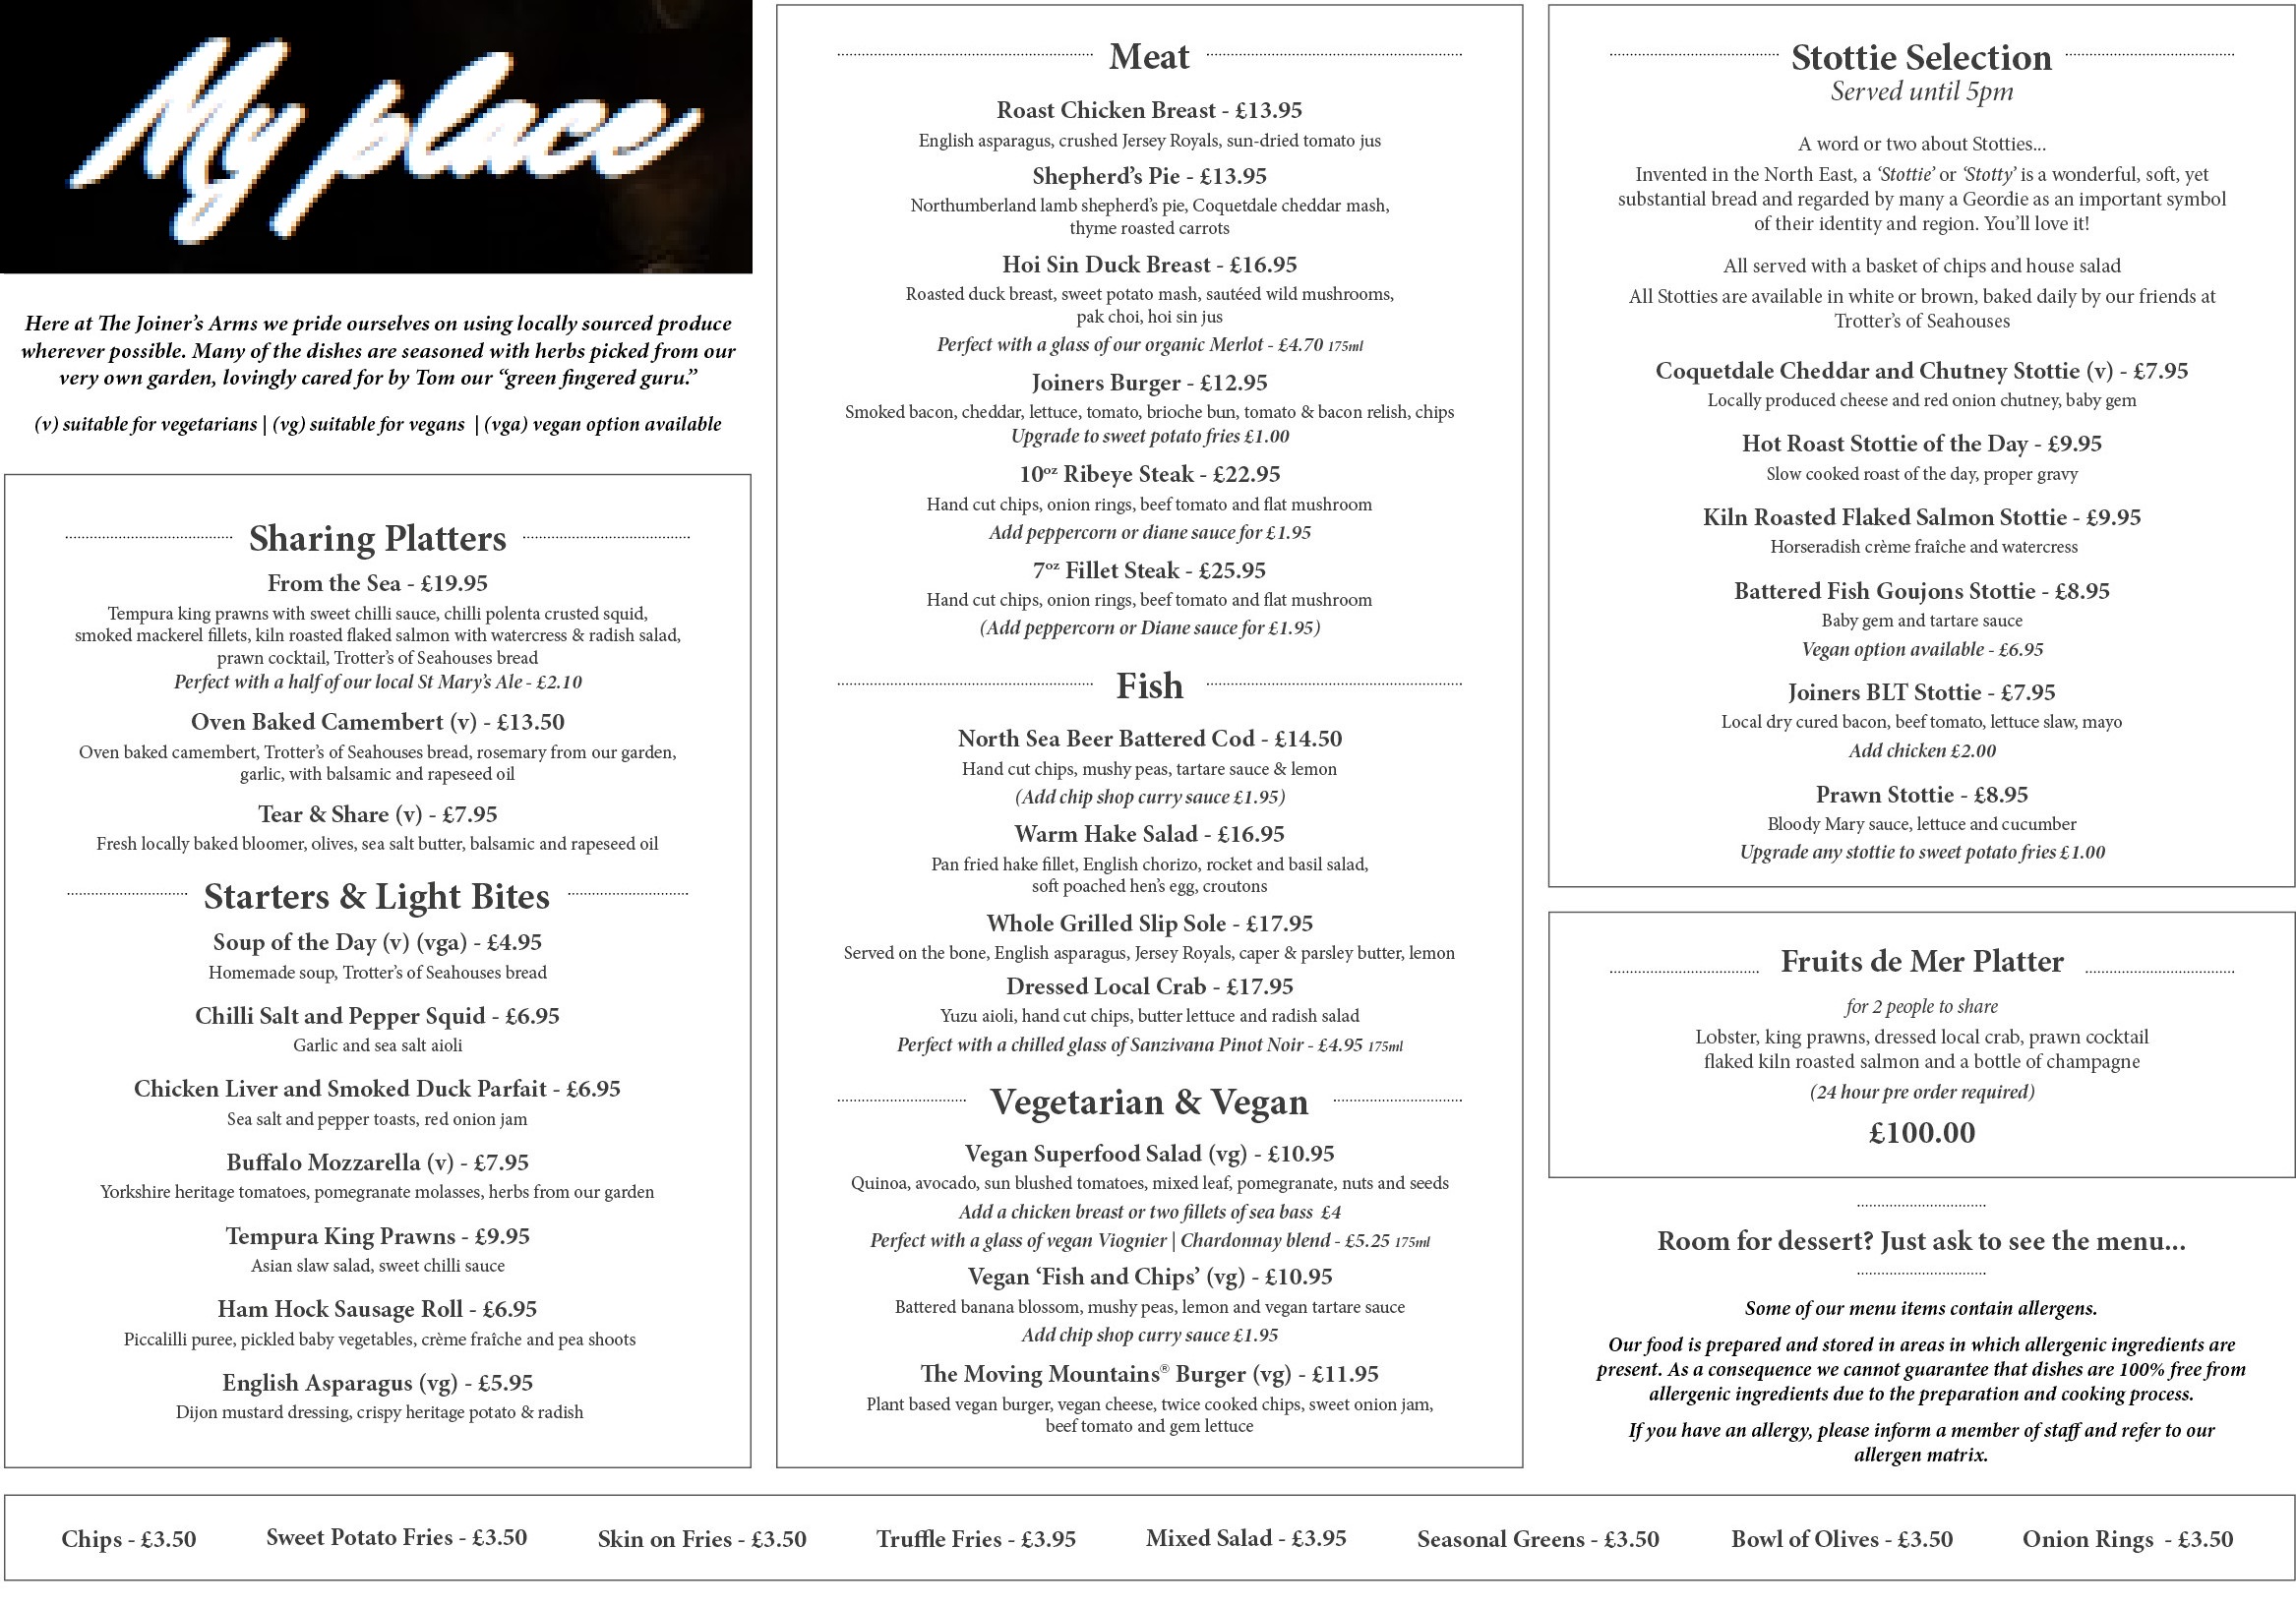 My place
Here at The Joiner's Arms we pride ourselves on using locally sourced produce
wherever possible. Many of the dishes are seasoned with herbs picked from our
very own garden, lovingly cared for by Tom our “green fingered guru.”
(v) suitable for vegetarians | (vg) suitable for vegans | (vga) vegan option available
Sharing Platters
From the Sea - £19.95
Tempura king prawns with sweet chilli sauce, chilli polenta crusted squid,
smoked mackerel fillets, kiln roasted flaked salmon with watercress & radish salad,
prawn cocktail, Trotter’s of Seahouses bread
Perfect with a half of our local St Mary’s Ale - £2.10
Oven Baked Camembert (v) - £13.50
Oven baked camembert, Trotter’s of Seahouses bread, rosemary from our garden,
garlic, with balsamic and rapeseed oil
Tear & Share (v) - £7.95
Fresh locally baked bloomer, olives, sea salt butter, balsamic and rapeseed oil
Starters & Light Bites
Soup of the Day (v) (vga) - £4.95
Homemade soup, Trotter’s of Seahouses bread
Chilli Salt and Pepper Squid - £6.95
Garlic and sea salt aioli
Chicken Liver and Smoked Duck Parfait - £6.95
Sea salt and pepper toasts, red onion jam
Buffalo Mozzarella (v) - £7.95
Yorkshire heritage tomatoes, pomegranate molasses, herbs from our garden
Tempura King Prawns - £9.95
Asian slaw salad, sweet chilli sauce
Ham Hock Sausage Roll - £6.95
Piccalilli puree, pickled baby vegetables, crème fraîche and pea shoots
English Asparagus (vg) - £5.95
Dijon mustard dressing, crispy heritage potato & radish
Meat
Roast Chicken Breast - £13.95
English asparagus, crushed Jersey Royals, sun-dried tomato jus
Shepherd’s Pie - £13.95
Northumberland lamb shepherd’s pie, Coquetdale cheddar mash,
thyme roasted carrots
Hoi Sin Duck Breast - £16.95
Roasted duck breast, sweet potato mash, sautéed wild mushrooms,
pak choi, hoi sin jus
Perfect with a glass of our organic Merlot - £4.70 175ml
Joiners Burger - £12.95
Smoked bacon, cheddar, lettuce, tomato, brioche bun, tomato & bacon relish, chips
Upgrade to sweet potato fries £1.00
10oz Ribeye Steak - £22.95
Hand cut chips, onion rings, beef tomato and flat mushroom
Add peppercorn or diane sauce for £1.95
7oz Fillet Steak - £25.95
Hand cut chips, onion rings, beef tomato and flat mushroom
(Add peppercorn or Diane sauce for £1.95)
Fish
North Sea Beer Battered Cod - £14.50
Hand cut chips, mushy peas, tartare sauce & lemon
(Add chip shop curry sauce £1.95)
Warm Hake Salad - £16.95
Pan fried hake fillet, English chorizo, rocket and basil salad,
soft poached hen’s egg, croutons
Whole Grilled Slip Sole - £17.95
Served on the bone, English asparagus, Jersey Royals, caper & parsley butter, lemon
Dressed Local Crab - £17.95
Yuzu aioli, hand cut chips, butter lettuce and radish salad
Perfect with a chilled glass of Sanzivana Pinot Noir - £4.95 175ml
Vegetarian & Vegan
Vegan Superfood Salad (vg) - £10.95
Quinoa, avocado, sun blushed tomatoes, mixed leaf, pomegranate, nuts and seeds
Add a chicken breast or two fillets of sea bass £4
Perfect with a glass of vegan Viognier | Chardonnay blend - £5.25 175ml
Vegan ‘Fish and Chips’ (vg) - £10.95
Battered banana blossom, mushy peas, lemon and vegan tartare sauce
Add chip shop curry sauce £1.95
The Moving Mountains® Burger (vg) - £11.95
Plant based vegan burger, vegan cheese, twice cooked chips, sweet onion jam,
beef tomato and gem lettuce
Stottie Selection
Served until 5pm
A word or two about Stotties...
Invented in the North East, a ‘Stottie’ or ‘Stotty’ is a wonderful, soft, yet
substantial bread and regarded by many a Geordie as an important symbol
of their identity and region. You’ll love it!
All served with a basket of chips and house salad
All Stotties are available in white or brown, baked daily by our friends at
Trotter’s of Seahouses
Coquetdale Cheddar and Chutney Stottie (v) - £7.95
Locally produced cheese and red onion chutney, baby gem
Hot Roast Stottie of the Day - £9.95
Slow cooked roast of the day, proper gravy
Kiln Roasted Flaked Salmon Stottie - £9.95
Horseradish crème fraîche and watercress
Battered Fish Goujons Stottie - £8.95
Baby gem and tartare sauce
Vegan option available - £6.95
Joiners BLT Stottie - £7.95
Local dry cured bacon, beef tomato, lettuce slaw, mayo
Add chicken £2.00
Prawn Stottie - £8.95
Bloody Mary sauce, lettuce and cucumber
Upgrade any stottie to sweet potato fries £1.00
Fruits de Mer Platter
for 2 people to share
Lobster, king prawns, dressed local crab, prawn cocktail
flaked kiln roasted salmon and a bottle of champagne
(24 hour pre order required)
£100.00
Room for dessert? Just ask to see the menu...
Some of our menu items contain allergens.
Our food is prepared and stored in areas in which allergenic ingredients are
present. As a consequence we cannot guarantee that dishes are 100% free from
allergenic ingredients due to the preparation and cooking process.
If you have an allergy, please inform a member of staff and refer to our
allergen matrix.
Chips - £3.50 Sweet Potato Fries - £3.50 Skin on Fries - £3.50 Truffle Fries - £3.95 Mixed Salad - £3.95 Seasonal Greens - £3.50 Bowl of Olives - £3.50 Onion Rings - £3.50